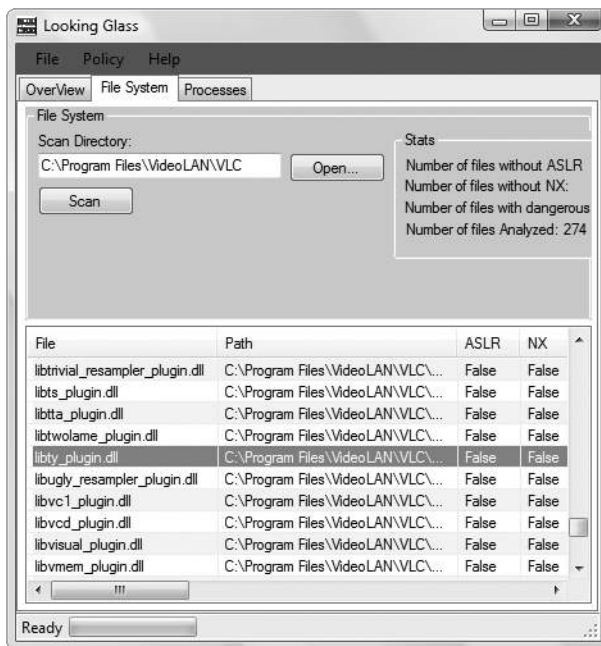 Looking Glass
File Policy Help
OverView File System Processes
File System
Scan Directory:
C:\Program Files\VideoLAN\VLC
Open...
Scan
Stats
Number of files without ASLR
Number of files without NX:
Number of files with dangerous
Number of files Analyzed: 274
File Path ASLR NX
libtrivial_resampler_plugin.dll C:\Program Files\VideoLAN\VLC\... False False
libts_plugin.dll C:\Program Files\VideoLAN\VLC\... False False
libtta_plugin.dll C:\Program Files\VideoLAN\VLC\... False False
libtwolame_plugin.dll C:\Program Files\VideoLAN\VLC\... False False
libty_plugin.dll C:\Program Files\VideoLAN\VLC\... False False
libugly_resampler_plugin.dll C:\Program Files\VideoLAN\VLC\... False False
libvc1_plugin.dll C:\Program Files\VideoLAN\VLC\... False False
libvcd_plugin.dll C:\Program Files\VideoLAN\VLC\... False False
libvisual_plugin.dll C:\Program Files\VideoLAN\VLC\... False False
libvmem_plugin.dll C:\Program Files\VideoLAN\VLC\... False False
Ready